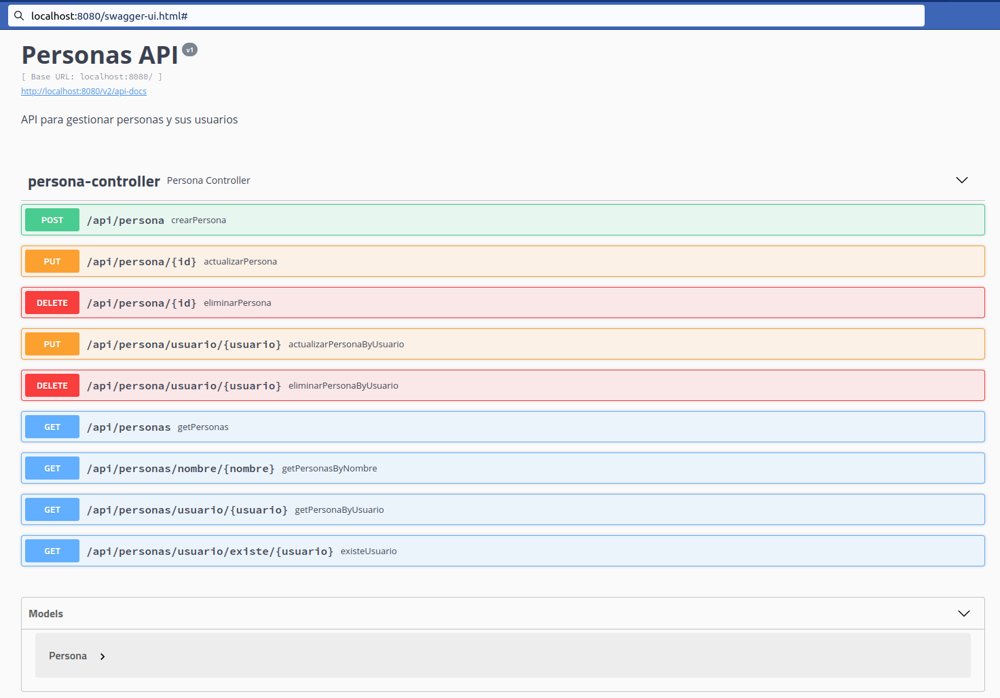 localhost:8080/swagger-ui.html#
Personas API v1
[ Base URL: localhost:8080/ ]
http://localhost:8080/v2/api-docs
API para gestionar personas y sus usuarios
persona-controller Persona Controller
POST /api/persona crearPersona
PUT /api/persona/{id} actualizarPersona
DELETE /api/persona/{id} eliminarPersona
PUT /api/persona/usuario/{usuario} actualizarPersonaByUsuario
DELETE /api/persona/usuario/{usuario} eliminarPersonaByUsuario
GET /api/personas getPersonas
GET /api/personas/nombre/{nombre} getPersonasByNombre
GET /api/personas/usuario/{usuario} getPersonaByUsuario
GET /api/personas/usuario/existe/{usuario} existeUsuario
Models
Persona